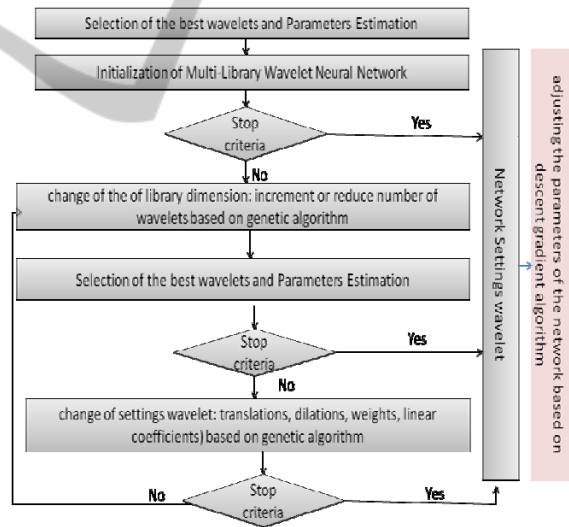 Selection of the best wavelets and Parameters Estimation
Initialization of Multi-Library Wavelet Neural Network
Stop
criteria
Yes
No
change of the of library dimension: increment or reduce number of
wavelets based on genetic algorithm
Selection of the best wavelets and Parameters Estimation
Stop
criteria
Yes
No
change of settings wavelet: translations, dilations, weights, linear
coefficients) based on genetic algorithm
No
Stop
criteria
Yes
Network Settings wavelet
adjusting the parameters of the network based on
descent gradient algorithm